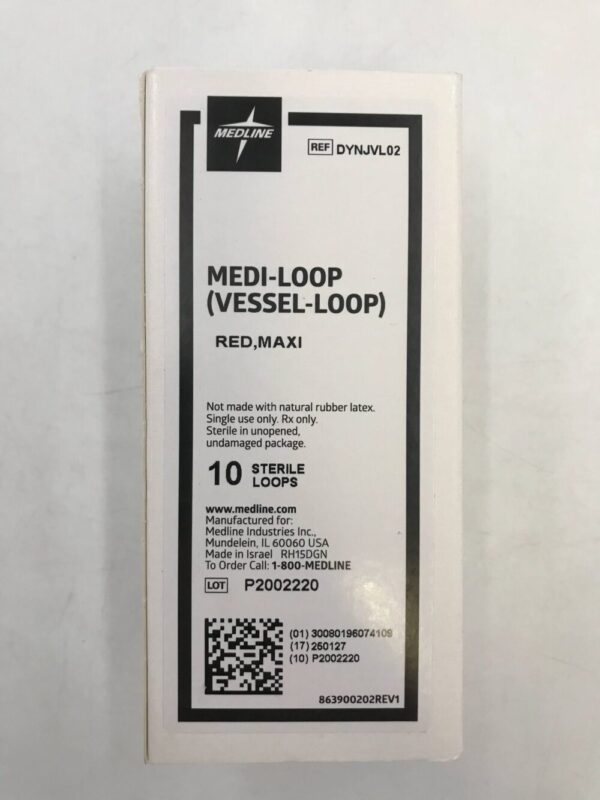 MEDLINE
REF DYNJVL02
MEDI-LOOP
(VESSEL-LOOP)
RED,MAXI
Not made with natural rubber latex.
Single use only. Rx only.
Sterile in unopened,
undamaged package.
10 STERILE
LOOPS
www.medline.com
Manufactured for:
Medline Industries Inc.,
Mundelein, IL 60060 USA
Made in Israel RH15DGN
To Order Call: 1-800-MEDLINE
LOT P2002220
(01) 30080196074109
(17) 250127
(10) P2002220
863900202REV1